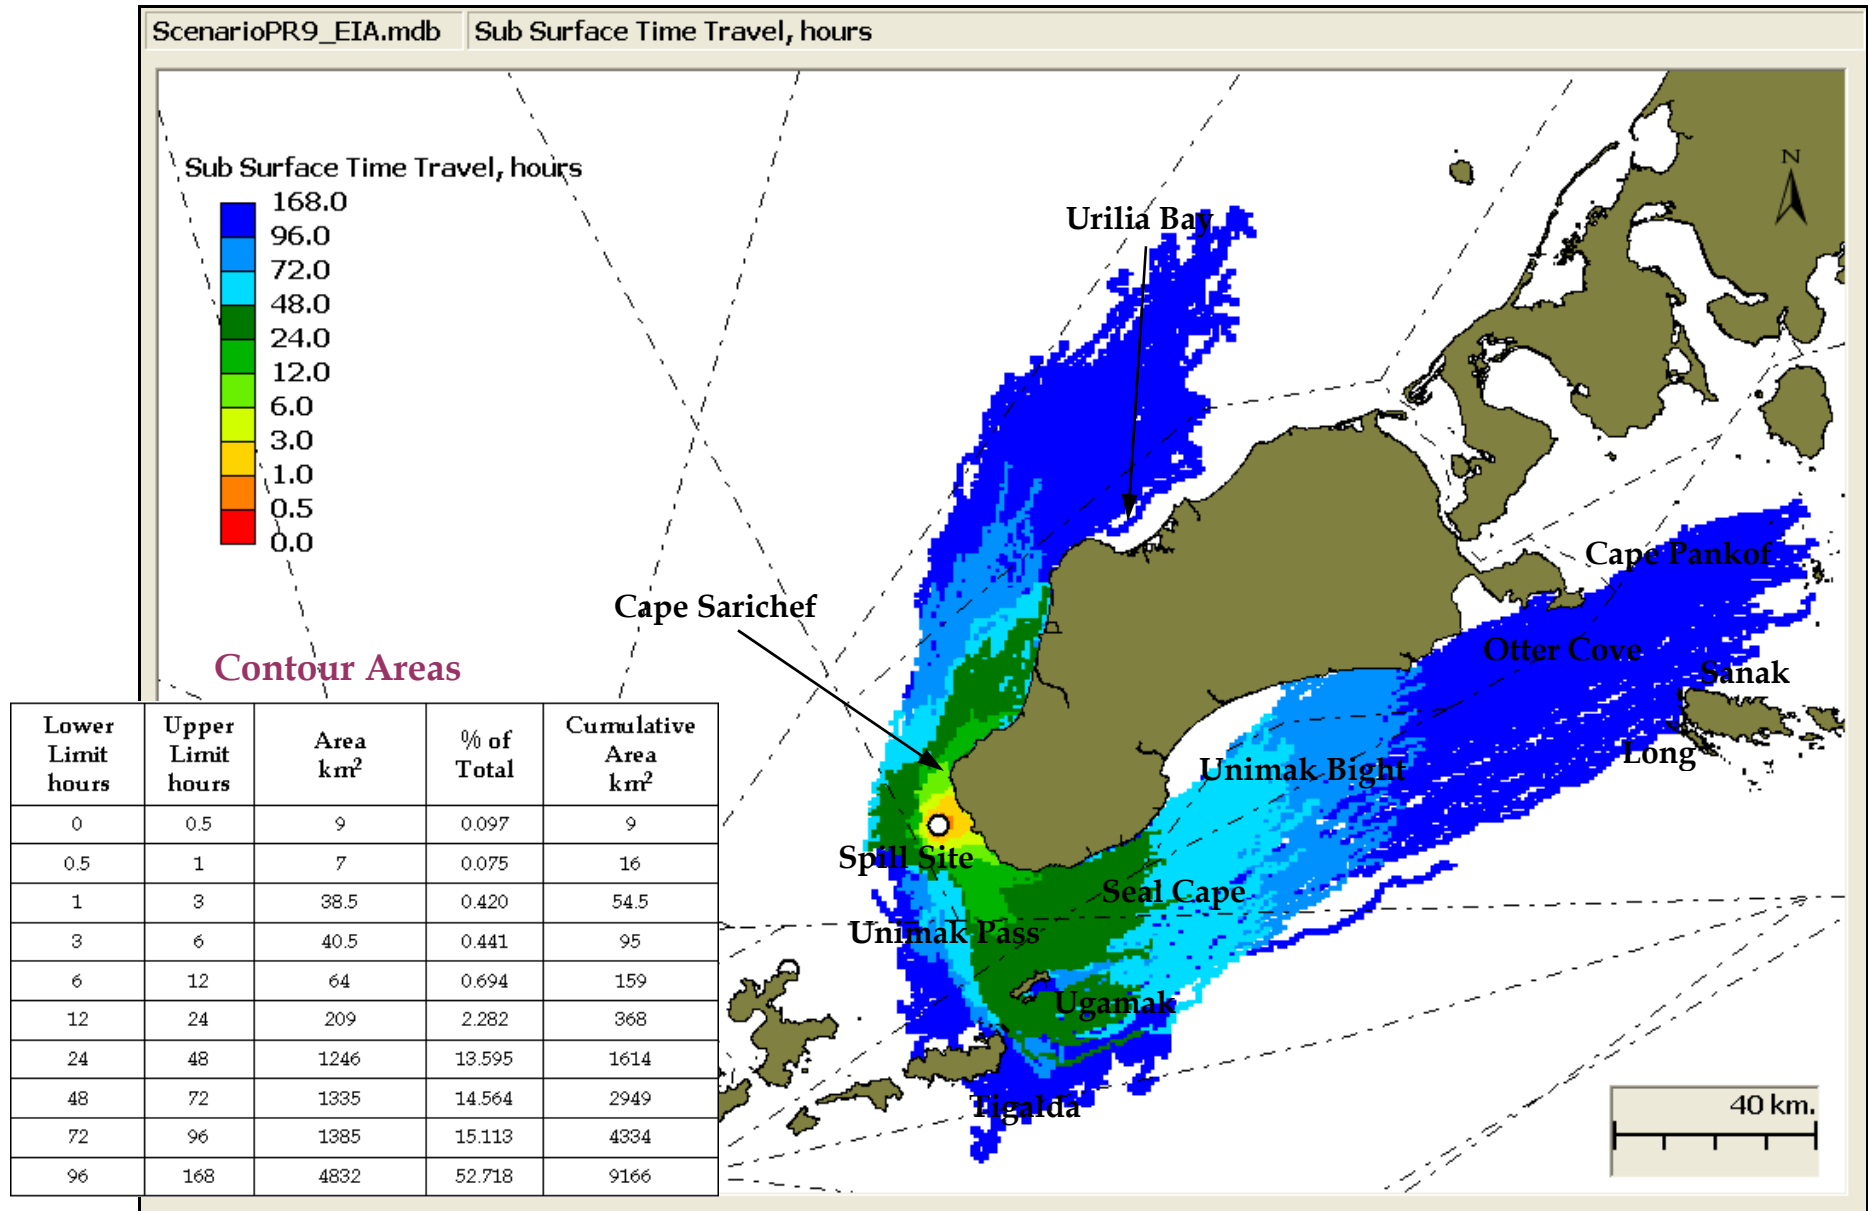 ScenarioPR9_EIA.mdb Sub Surface Time Travel, hours
Sub Surface Time Travel, hours
168.0
96.0
72.0
48.0
24.0
12.0
6.0
3.0
1.0
0.5
0.0
N
Urilia Bay
Cape Pankof
Cape Sarichef
Otter Cove
Sanak
Long
Unimak Bight
Spill Site
Seal Cape
Unimak Pass
Ugamak
Tigalda
40 km.
Contour Areas
Lower Limit hours Upper Limit hours Area km² % of Total Cumulative Area km²
0 0.5 9 0.097 9
0.5 1 7 0.075 16
1 3 38.5 0.420 54.5
3 6 40.5 0.441 95
6 12 64 0.694 159
12 24 209 2.282 368
24 48 1246 13.595 1614
48 72 1335 14.564 2949
72 96 1385 15.113 4334
96 168 4832 52.718 9166